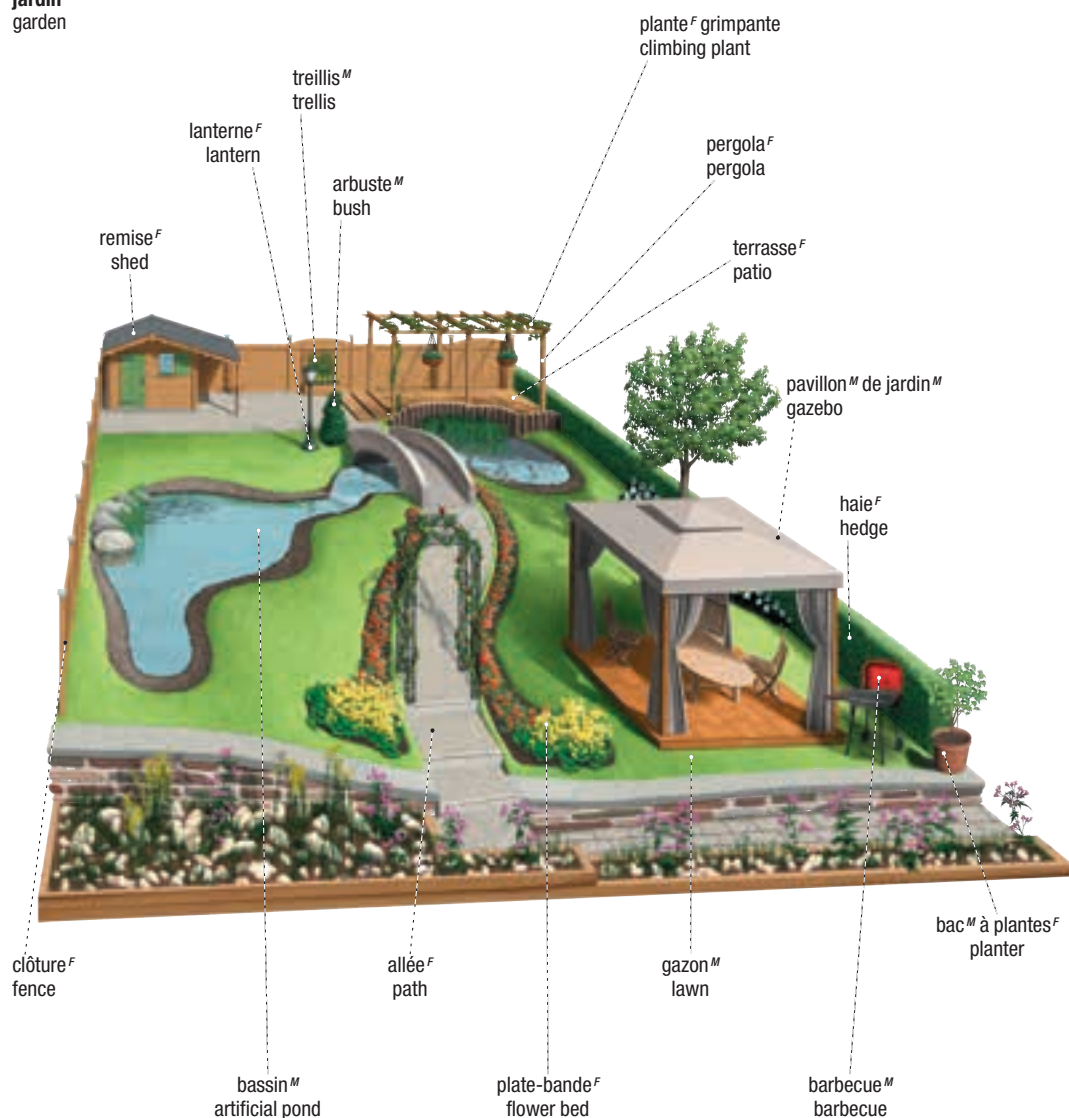 jardin
garden
plante F grimpante
climbing plant
treillis M
trellis
lanterne F
lantern
pergola F
pergola
arbuste M
bush
remise F
shed
terrasse F
patio
pavillon M de jardin M
gazebo
haie F
hedge
bac M à plantes F
planter
clôture F
fence
allée F
path
gazon M
lawn
bassin M
artificial pond
plate-bande F
flower bed
barbecue M
barbecue